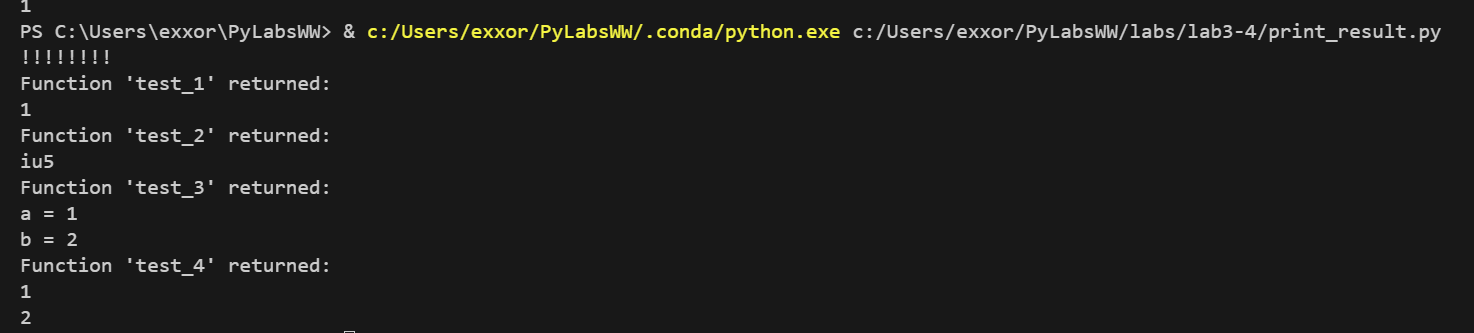 1
PS C:\Users\exxor\PyLabsWW> & c:/Users/exxor/PyLabsWW/.conda/python.exe c:/Users/exxor/PyLabsWW/labs/lab3-4/print_result.py
!!!!!!!!
Function 'test_1' returned:
1
Function 'test_2' returned:
iu5
Function 'test_3' returned:
a = 1
b = 2
Function 'test_4' returned:
1
2